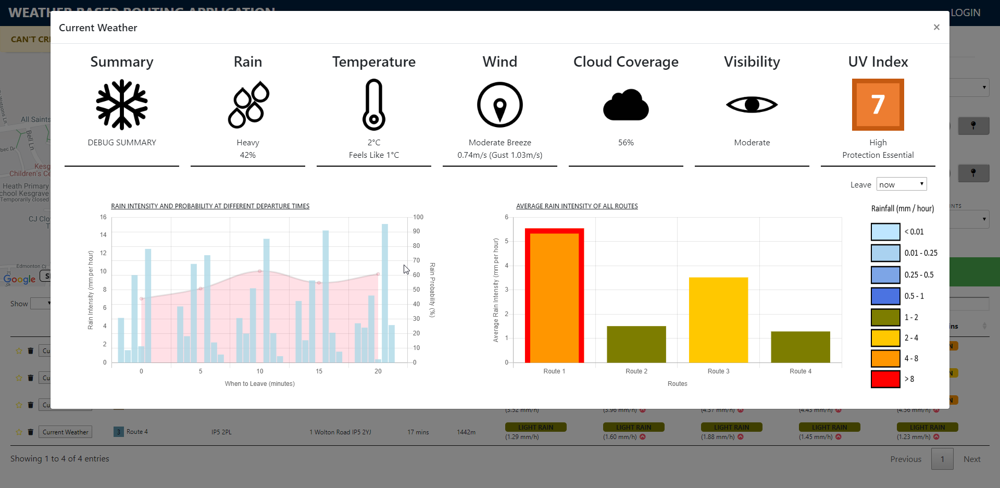 WEATHER BASED ROUTING APPLICATION
LOGIN
CAN'T CRE
Current Weather
×
Summary
DEBUG SUMMARY
Rain
Heavy
42%
Temperature
2°C
Feels Like 1°C
Wind
Moderate Breeze
0.74m/s (Gust 1.03m/s)
Cloud Coverage
56%
Visibility
Moderate
UV Index
7
High
Protection Essential
Leave now
RAIN INTENSITY AND PROBABILITY AT DIFFERENT DEPARTURE TIMES
Rain Intensity (mm per hour)
16
14
12
10
8
6
4
2
0
100
90
80
70
60
50
40
30
20
10
0
Rain Probability (%)
0 5 10 15 20
When to Leave (minutes)
AVERAGE RAIN INTENSITY OF ALL ROUTES
Average Rain Intensity (mm per hour)
6
5
4
3
2
1
0
Route 1 Route 2 Route 3 Route 4
Routes
Rainfall (mm / hour)
< 0.01
0.01 - 0.25
0.25 - 0.5
0.5 - 1
1 - 2
2 - 4
4 - 8
> 8
All Saints
Bell Ln
Kesg
Children's Ce
Heath Primary
chool Kesgrave
Temporarily closed
CJ Clo
Edmonton Cl
Google
Show
INTS
ins
Cu
Cu
Cu
(3.52 mm/h) (3.96 mm/h) (4.37 mm/h) (4.43 mm/h) (4.56 mm/h)
Current Weather 3 Route 4 IP5 2PL 1 Wolton Road IP5 2YJ 17 mins 1442m
LIGHT RAIN LIGHT RAIN LIGHT RAIN LIGHT RAIN LIGHT RAIN
(1.29 mm/h) (1.60 mm/h) (1.88 mm/h) (1.45 mm/h) (1.23 mm/h)
Showing 1 to 4 of 4 entries
Previous 1 Next